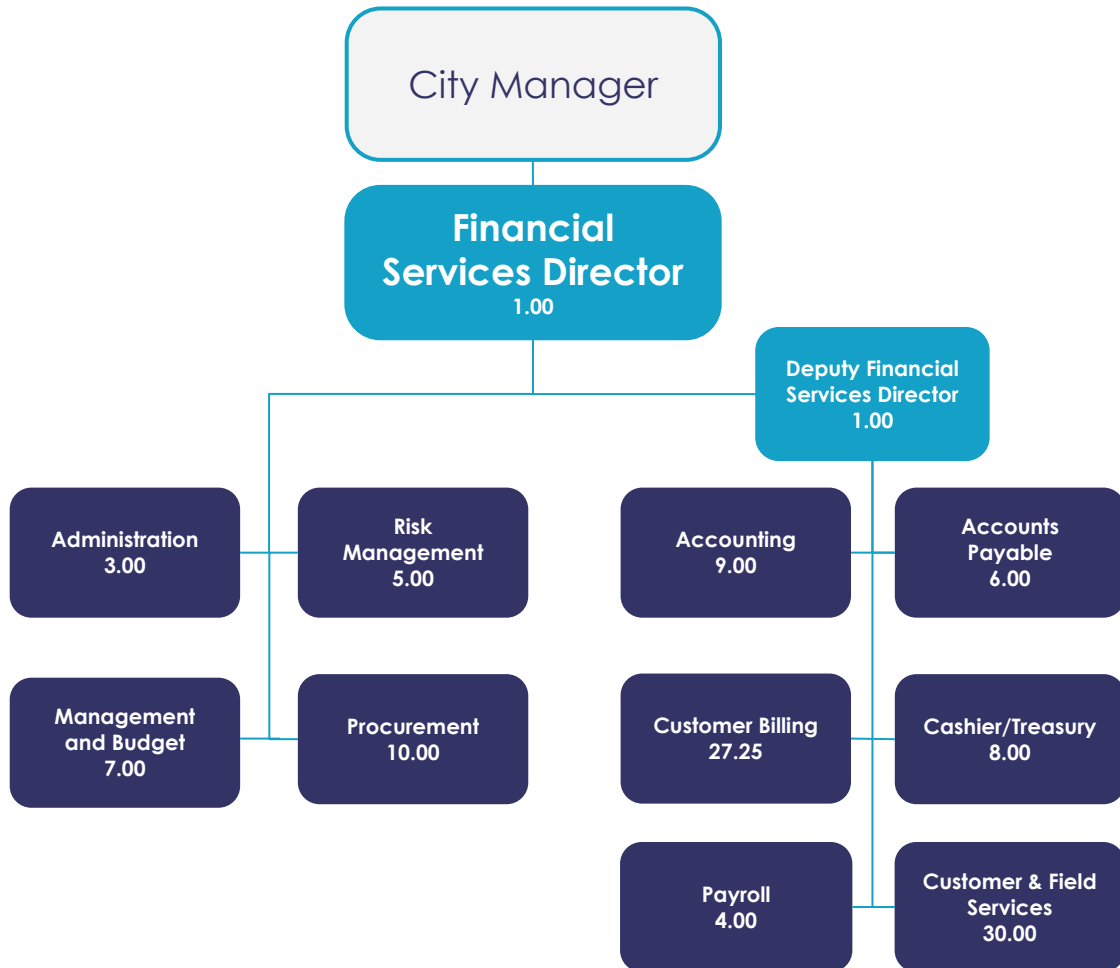 City Manager
Financial
Services Director
1.00
Deputy Financial
Services Director
1.00
Administration
3.00
Risk
Management
5.00
Accounting
9.00
Accounts
Payable
6.00
Management
and Budget
7.00
Procurement
10.00
Customer Billing
27.25
Cashier/Treasury
8.00
Payroll
4.00
Customer & Field
Services
30.00